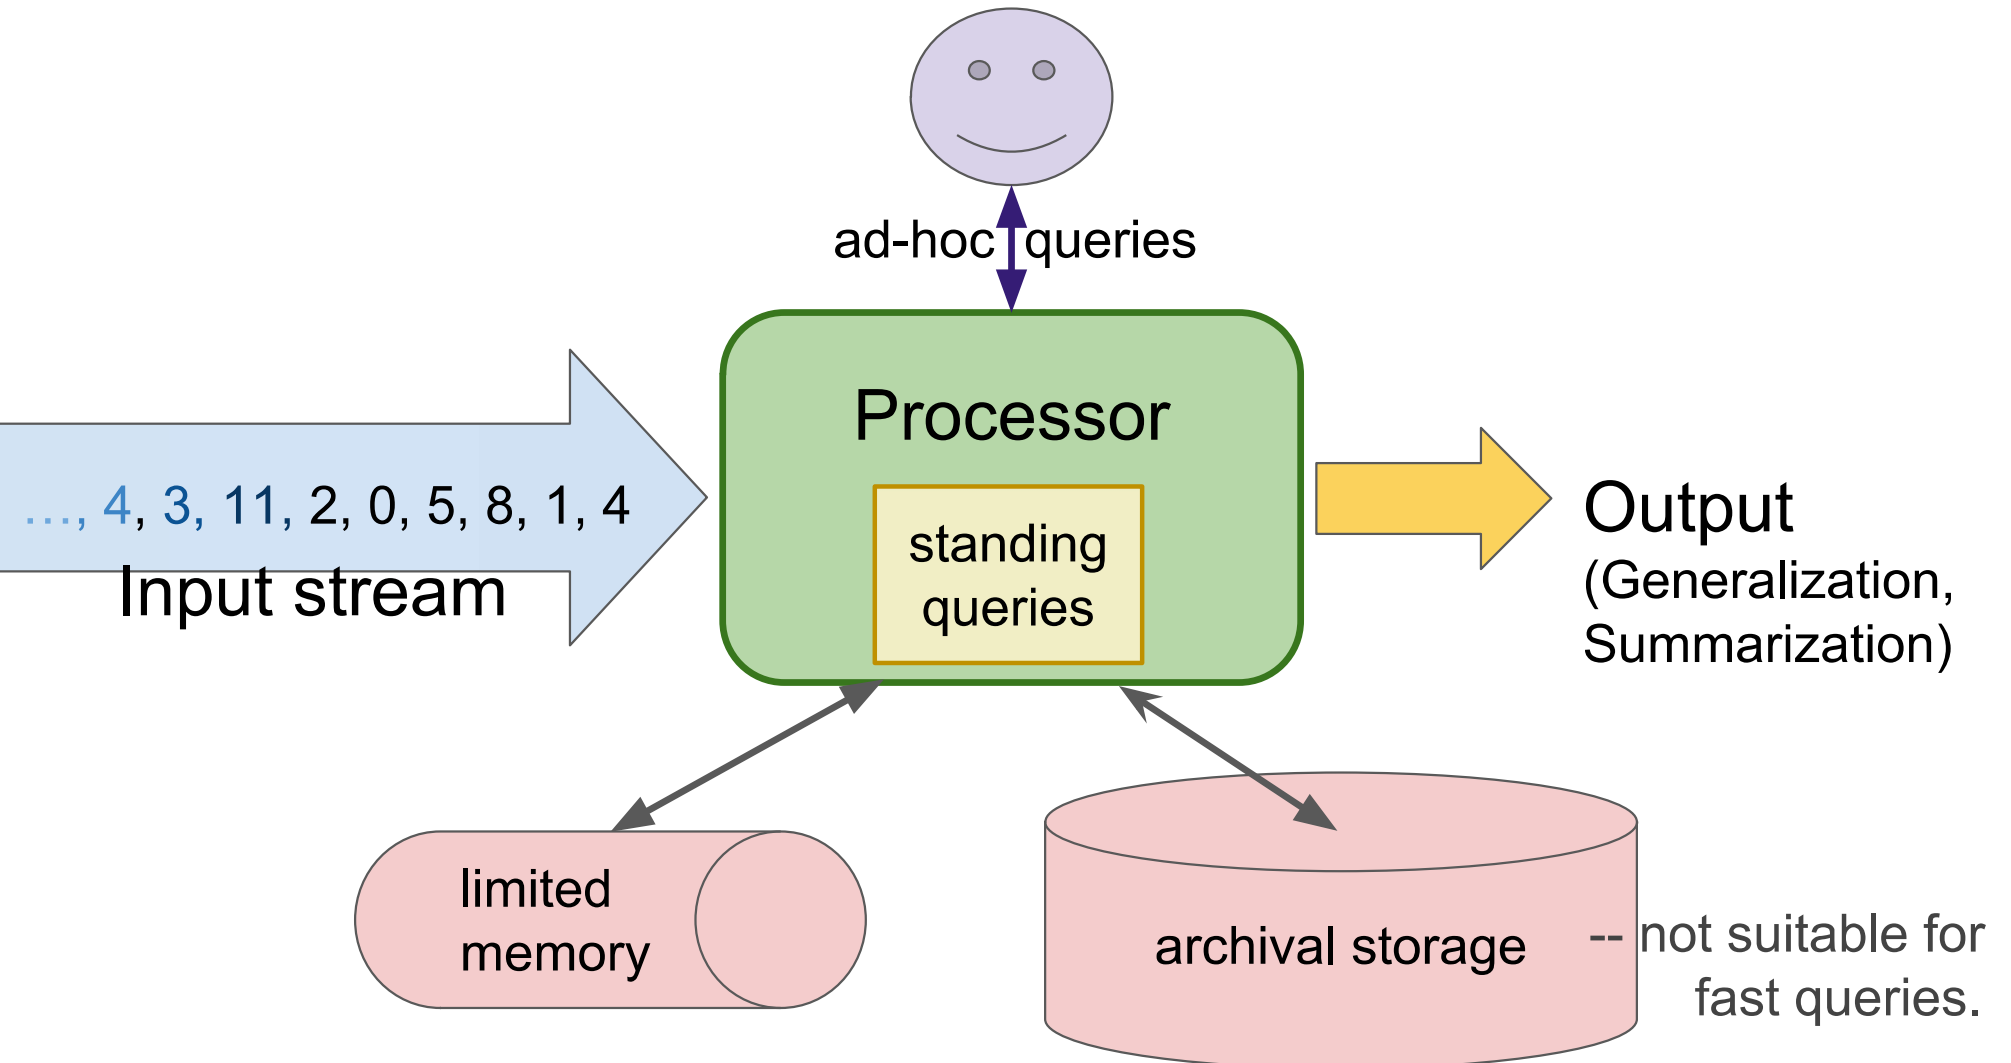 ad-hoc queries
Processor
…, 4, 3, 11, 2, 0, 5, 8, 1, 4
Input stream
standing
queries
Output
(Generalization,
Summarization)
limited
memory
archival storage
-- not suitable for
fast queries.